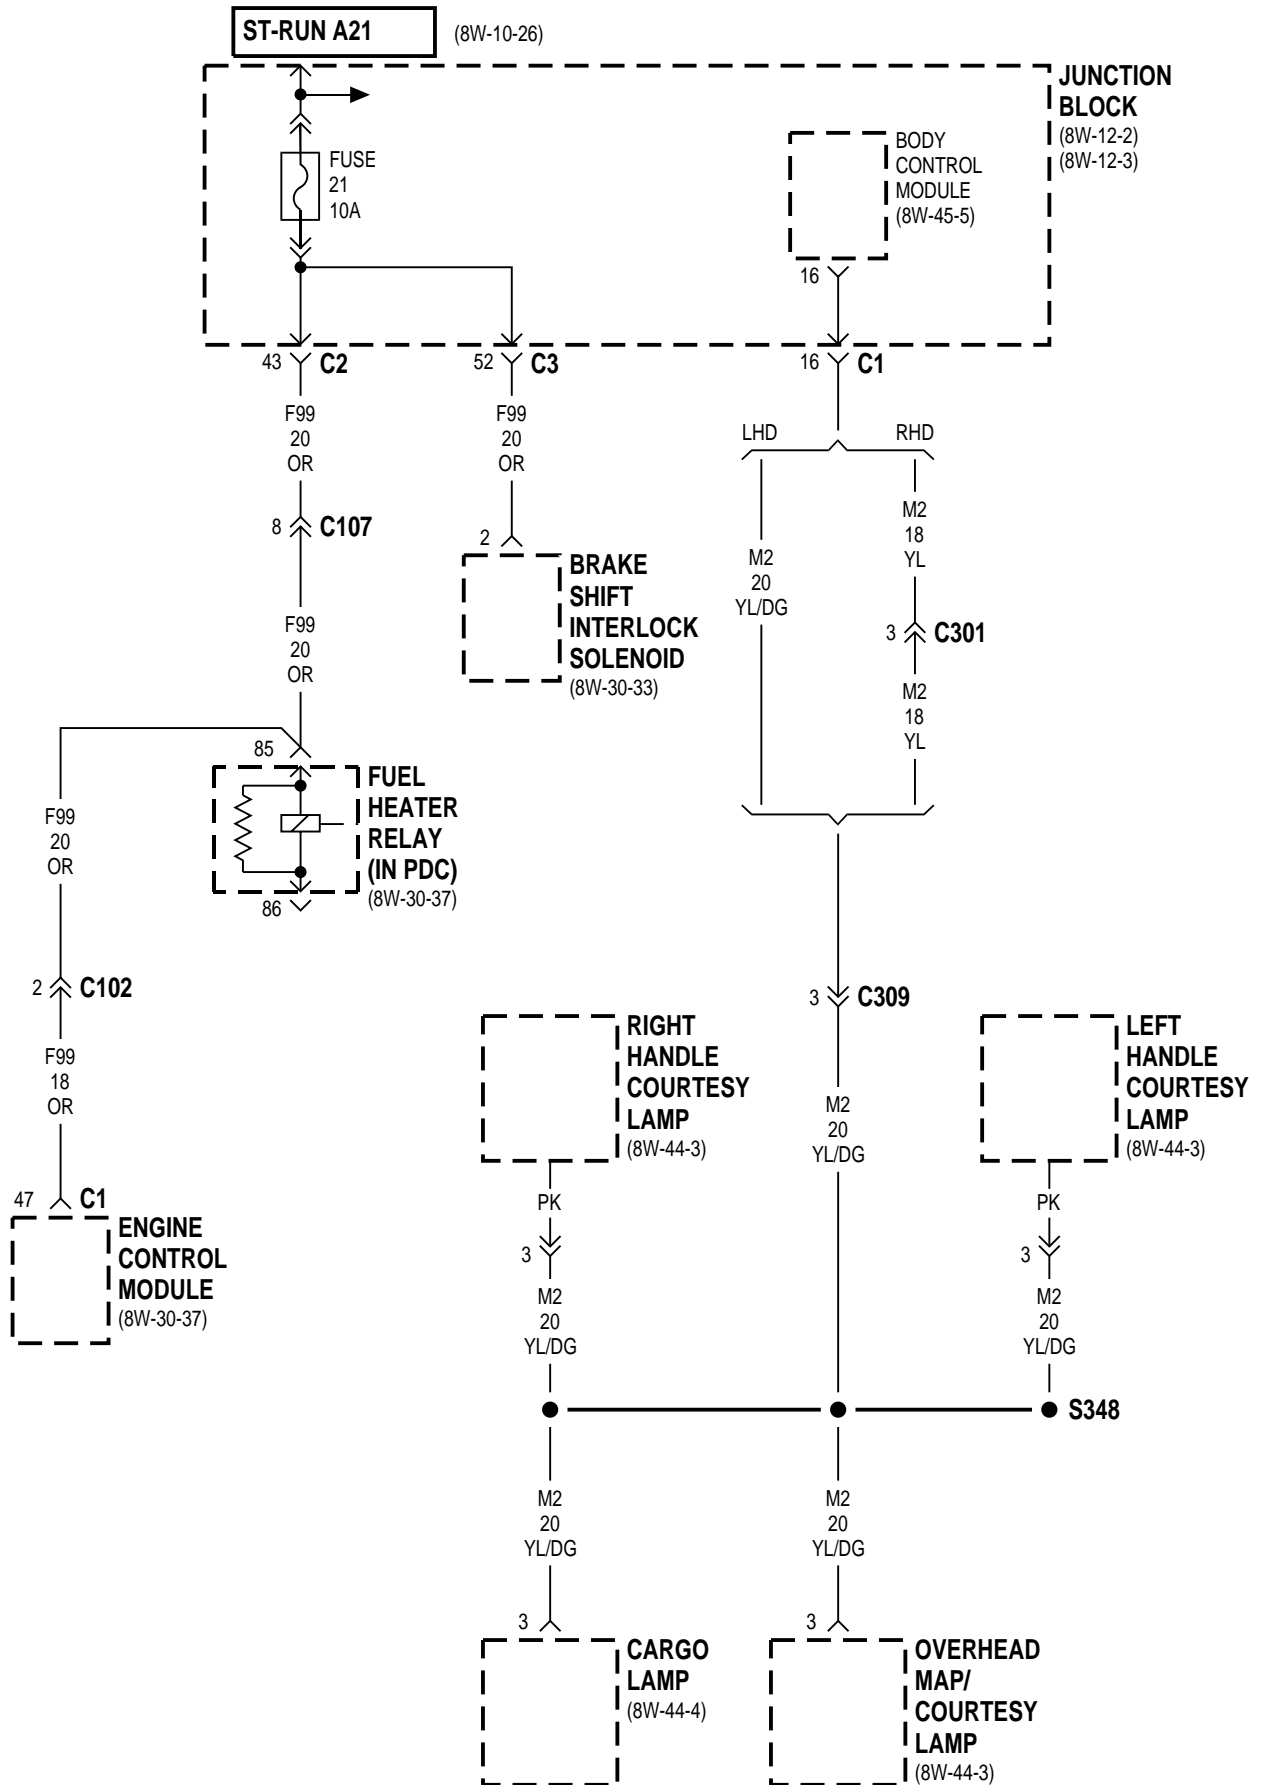 ST-RUN A21
(8W-10-26)
JUNCTION
BLOCK
(8W-12-2)
(8W-12-3)
FUSE
21
10A
BODY
CONTROL
MODULE
(8W-45-5)
16
43
C2
52
C3
16
C1
F99
20
OR
F99
20
OR
LHD
RHD
8
C107
2
BRAKE
SHIFT
INTERLOCK
SOLENOID
(8W-30-33)
M2
20
YL/DG
M2
18
YL
3
C301
M2
18
YL
F99
20
OR
85
FUEL
HEATER
RELAY
(IN PDC)
(8W-30-37)
86
F99
20
OR
2
C102
F99
18
OR
47
C1
ENGINE
CONTROL
MODULE
(8W-30-37)
3
C309
RIGHT
HANDLE
COURTESY
LAMP
(8W-44-3)
M2
20
YL/DG
LEFT
HANDLE
COURTESY
LAMP
(8W-44-3)
PK
3
M2
20
YL/DG
PK
3
M2
20
YL/DG
S348
M2
20
YL/DG
M2
20
YL/DG
3
CARGO
LAMP
(8W-44-4)
3
OVERHEAD
MAP/
COURTESY
LAMP
(8W-44-3)